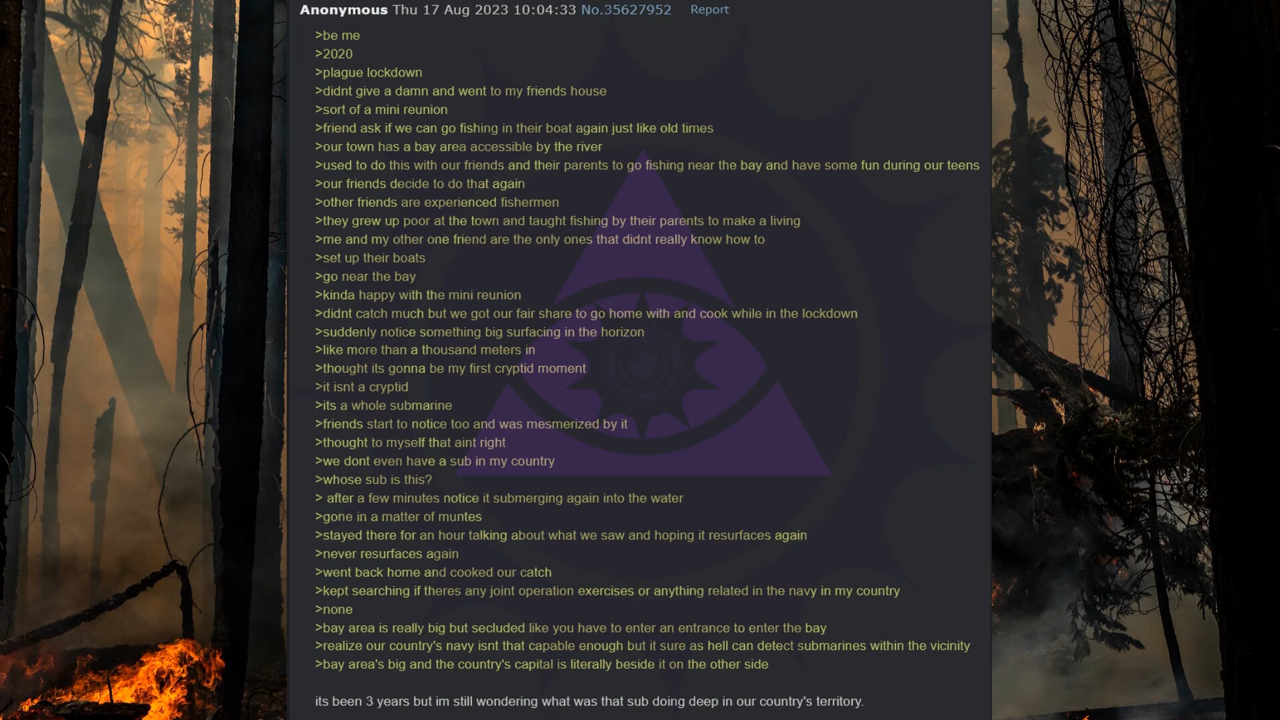 Anonymous Thu 17 Aug 2023 10:04:33 No.35627952 Report
>be me
>2020
>plague lockdown
>didnt give a damn and went to my friends house
>sort of a mini reunion
>friend ask if we can go fishing in their boat again just like old times
>our town has a bay area accessible by the river
>used to do this with our friends and their parents to go fishing near the bay and have some fun during our teens
>our friends decide to do that again
>other friends are experienced fishermen
>they grew up poor at the town and taught fishing by their parents to make a living
>me and my other one friend are the only ones that didnt really know how to
>set up their boats
>go near the bay
>kinda happy with the mini reunion
>didnt catch much but we got our fair share to go home with and cook while in the lockdown
>suddenly notice something big surfacing in the horizon
>like more than a thousand meters in
>thought its gonna be my first cryptid moment
>it isnt a cryptid
>its a whole submarine
>friends start to notice too and was mesmerized by it
>thought to myself that aint right
>we dont even have a sub in my country
>whose sub is this?
> after a few minutes notice it submerging again into the water
>gone in a matter of muntes
>stayed there for an hour talking about what we saw and hoping it resurfaces again
>never resurfaces again
>went back home and cooked our catch
>kept searching if theres any joint operation exercises or anything related in the navy in my country
>none
>bay area is really big but secluded like you have to enter an entrance to enter the bay
>realize our country's navy isnt that capable enough but it sure as hell can detect submarines within the vicinity
>bay area's big and the country's capital is literally beside it on the other side
its been 3 years but im still wondering what was that sub doing deep in our country's territory.